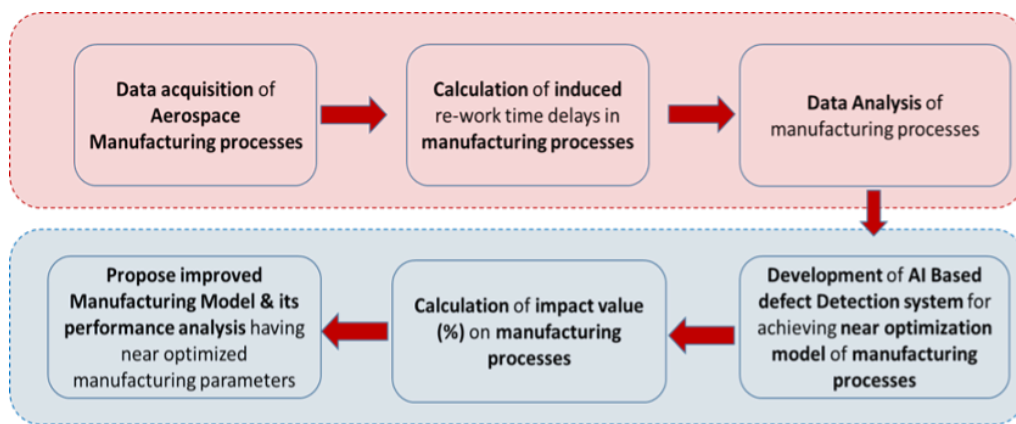 Data acquisition of
Aerospace
Manufacturing processes
Calculation of induced
re-work time delays in
manufacturing processes
Data Analysis of
manufacturing processes
Development of AI Based
defect Detection system for
achieving near optimization
model of manufacturing
processes
Calculation of impact value
(%) on manufacturing
processes
Propose improved
Manufacturing Model & its
performance analysis having
near optimized
manufacturing parameters